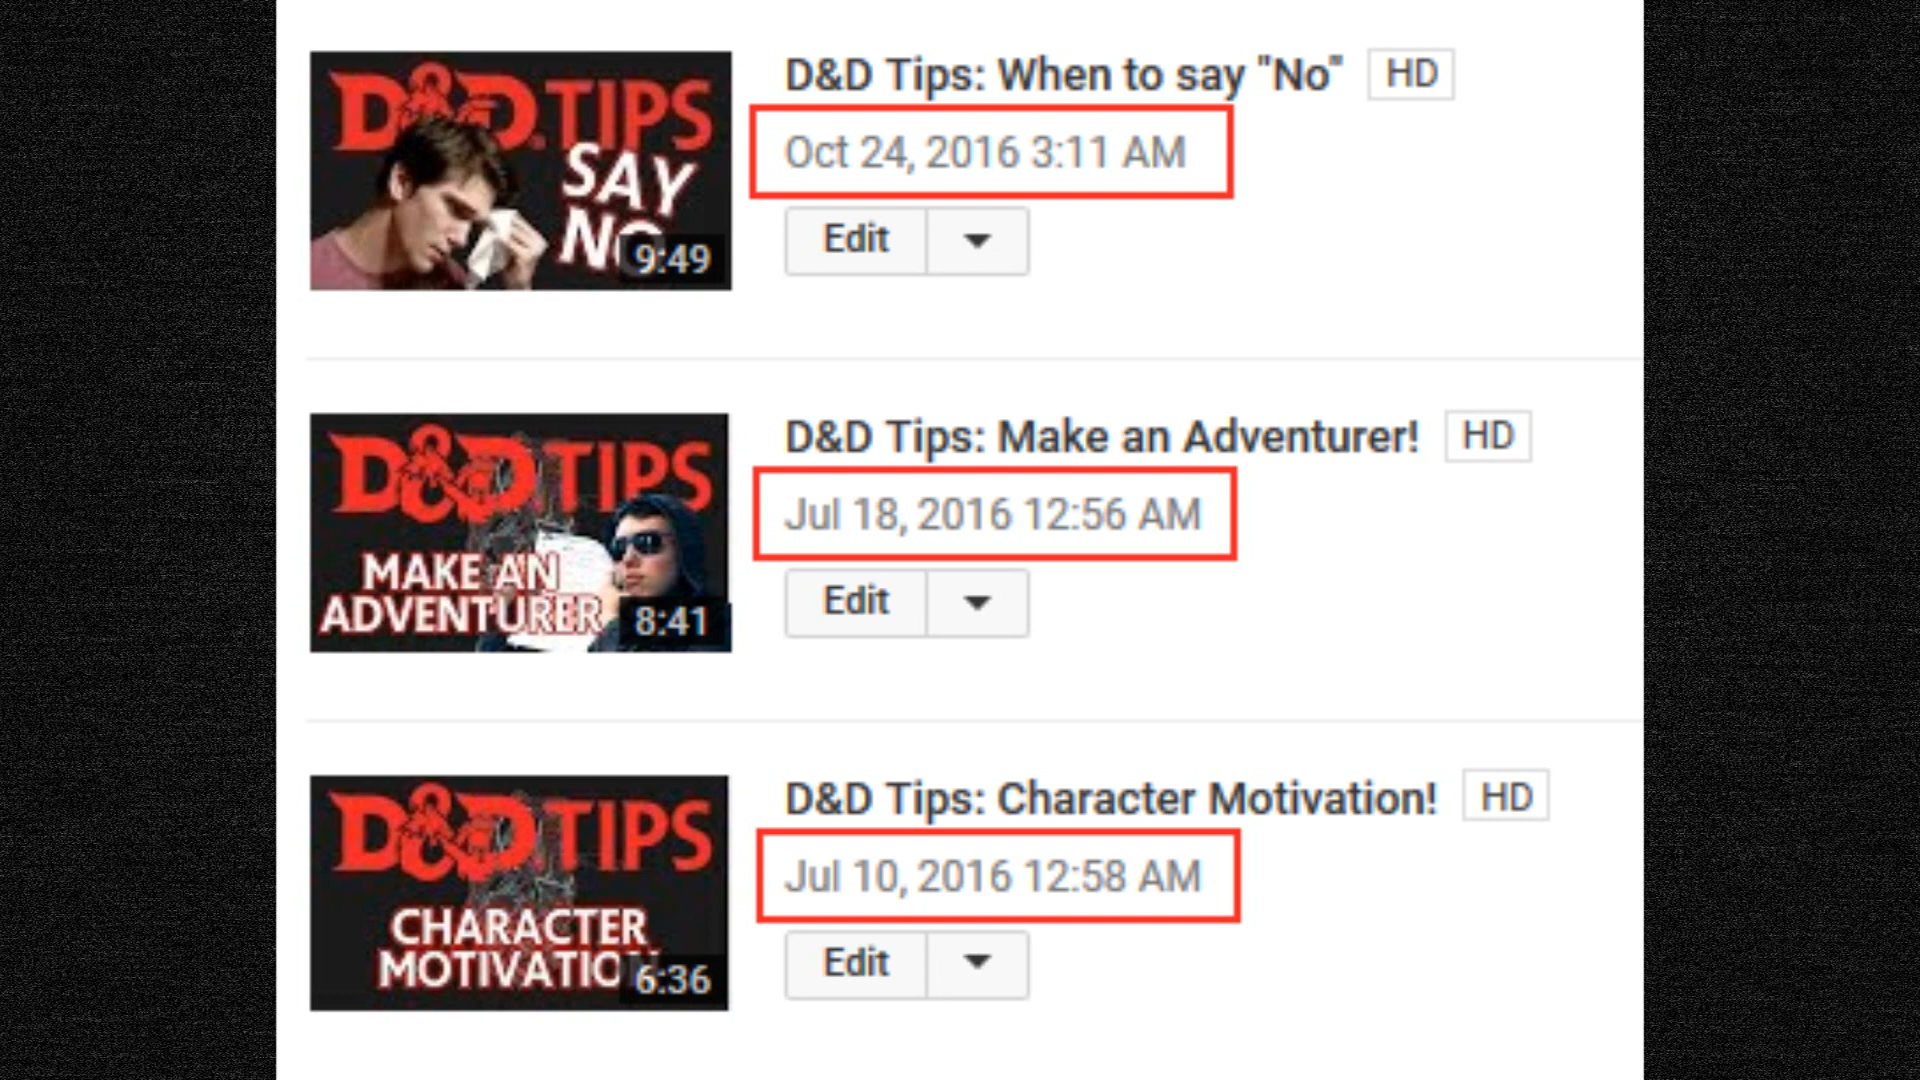 D&D TIPS
SAY
NO
9:49
D&D Tips: When to say "No"
HD
Oct 24, 2016 3:11 AM
Edit
D&D TIPS
MAKE AN
ADVENTURER
8:41
D&D Tips: Make an Adventurer!
HD
Jul 18, 2016 12:56 AM
Edit
D&D TIPS
CHARACTER
MOTIVATION
6:36
D&D Tips: Character Motivation!
HD
Jul 10, 2016 12:58 AM
Edit